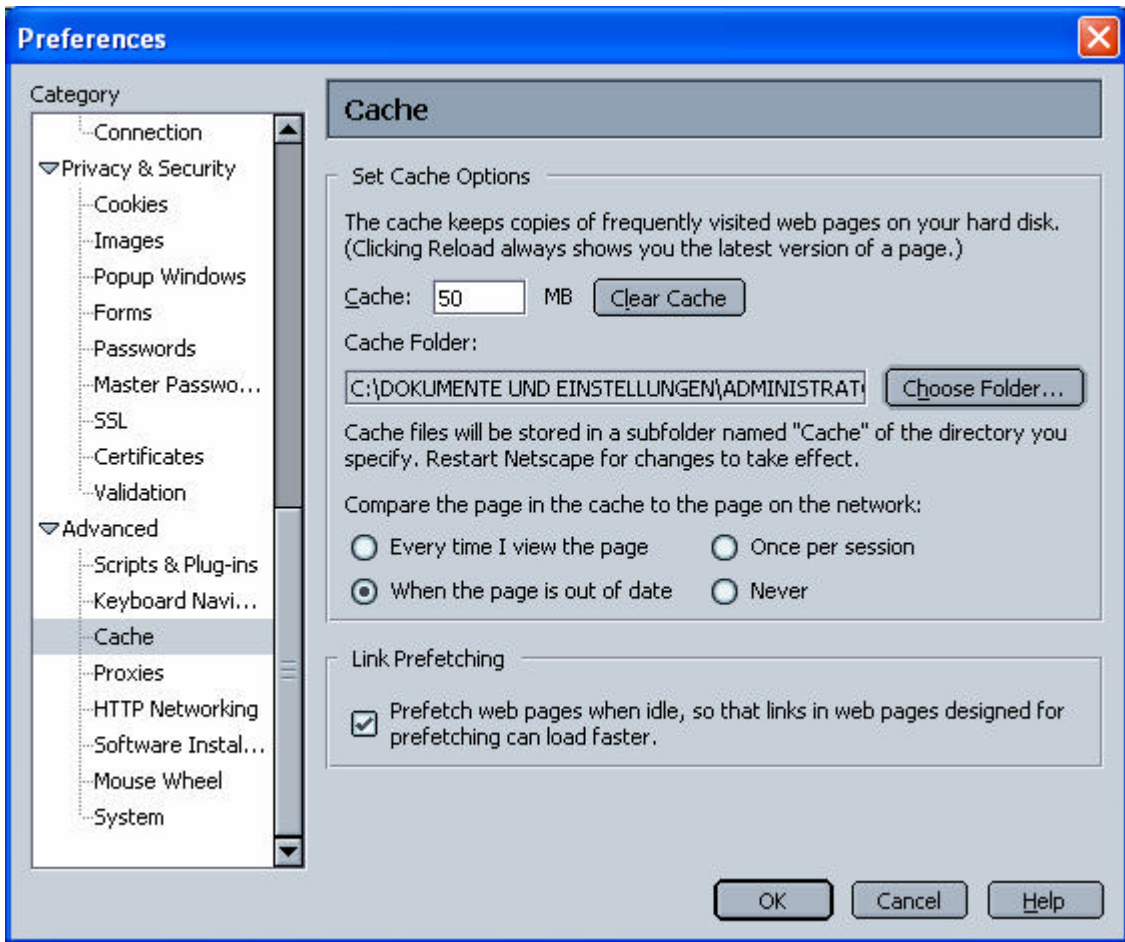 Preferences
Category
Connection
Privacy & Security
Cookies
Images
Popup Windows
Forms
Passwords
Master Passwo...
SSL
Certificates
Validation
Advanced
Scripts & Plug-ins
Keyboard Navi...
Cache
Proxies
HTTP Networking
Software Instal...
Mouse Wheel
System
Cache
Set Cache Options
The cache keeps copies of frequently visited web pages on your hard disk.
(Clicking Reload always shows you the latest version of a page.)
Cache: 50 MB Clear Cache
Cache Folder:
C:\DOKUMENTE UND EINSTELLUNGEN\ADMINISTRATO Choose Folder...
Cache files will be stored in a subfolder named "Cache" of the directory you
specify. Restart Netscape for changes to take effect.
Compare the page in the cache to the page on the network:
Every time I view the page Once per session
When the page is out of date Never
Link Prefetching
Prefetch web pages when idle, so that links in web pages designed for
prefetching can load faster.
OK Cancel Help